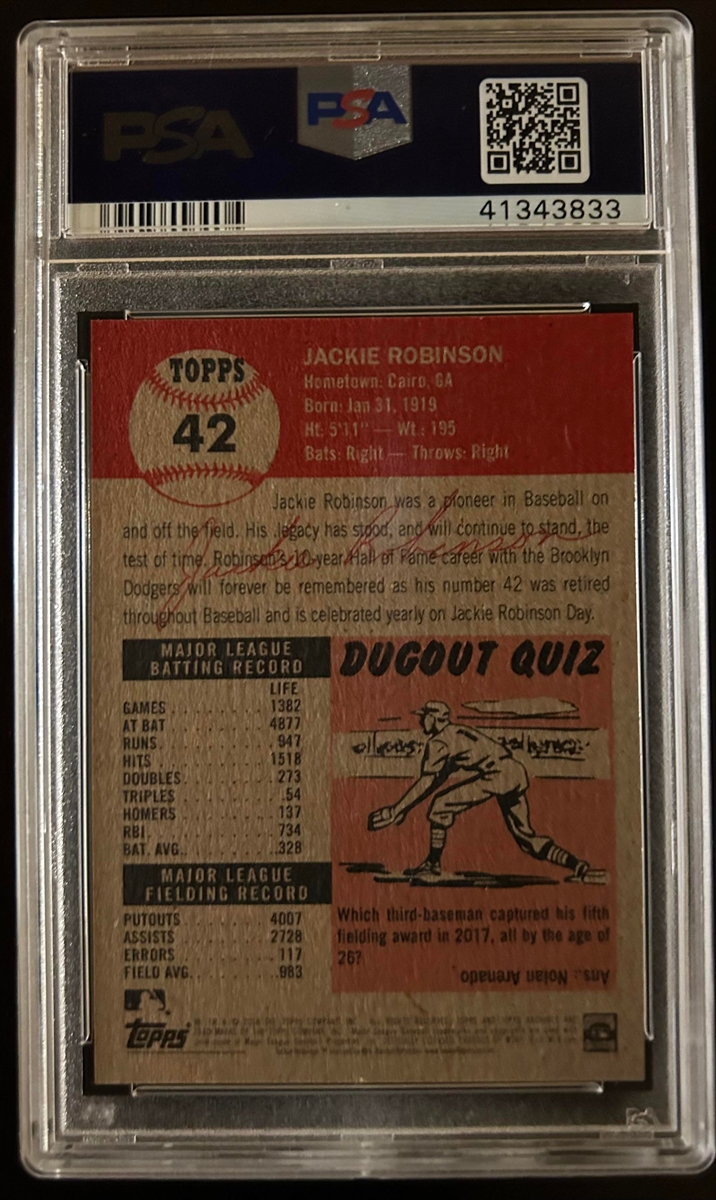 PSA
PSA
41343833
TOPPS
42
JACKIE ROBINSON
Hometown: Cairo, GA
Born: Jan 31, 1919
Ht: 5'11" — Wt.: 195
Bats: Right — Throws: Right
Jackie Robinson was a pioneer in Baseball on
and off the field. His legacy has stood, and will continue to stand, the
test of time. Robinson's 10-year Hall of Fame career with the Brooklyn
Dodgers will forever be remembered as his number 42 was retired
throughout Baseball and is celebrated yearly on Jackie Robinson Day.
Jackie Robinson
MAJOR LEAGUE
BATTING RECORD
LIFE
GAMES 1382
AT BAT 4877
RUNS 947
HITS 1518
DOUBLES 273
TRIPLES 54
HOMERS 137
RBI 734
BAT. AVG. .328
MAJOR LEAGUE
FIELDING RECORD
PUTOUTS 4007
ASSISTS 2728
ERRORS 117
FIELD AVG. .983
DUGOUT QUIZ
Which third-baseman captured his fifth
fielding award in 2017, all by the age of
26?
Ans.: Nolan Arenado
Topps